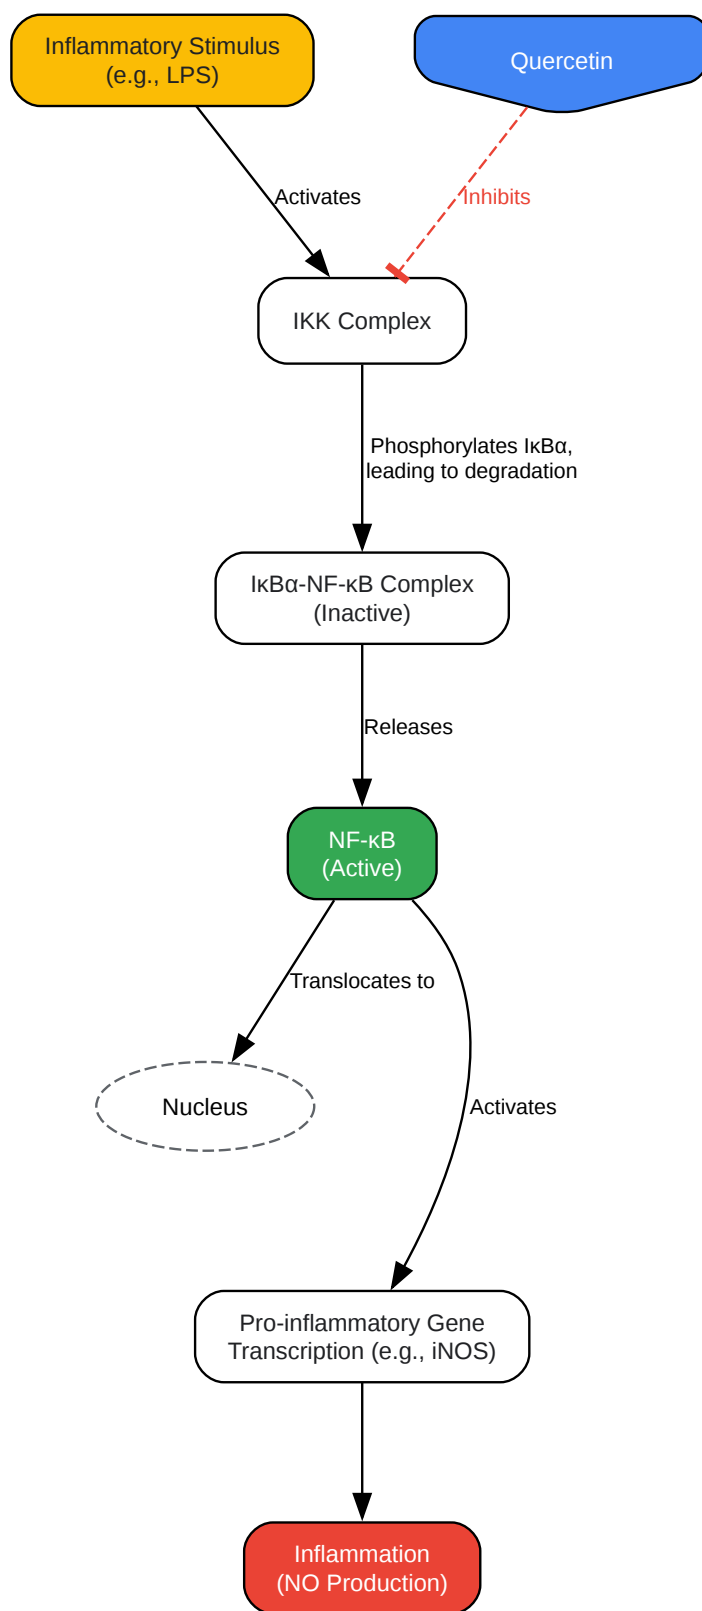 Inflammatory Stimulus
(e.g., LPS)
Quercetin
Activates
Inhibits
IKK Complex
Phosphorylates IκBα,
leading to degradation
IκBα-NF-κB Complex
(Inactive)
Releases
NF-κB
(Active)
Translocates to
Nucleus
Activates
Pro-inflammatory Gene
Transcription (e.g., iNOS)
Inflammation
(NO Production)